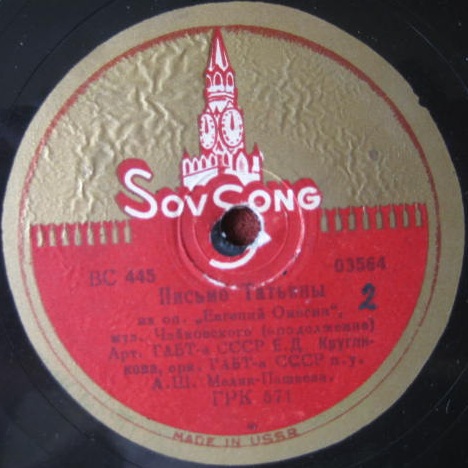 SovSong
ВС 445 03564
Письмо Татьяны 2
из оп. „Евгений Онегин",
муз. Чайковского (продолжение)
Арт. ГАБТ-а СССР Е.Д. Кругли-
кова, орк. ГАБТ-а СССР п.у.
А.Ш. Мелик-Пашаева.
ГРК 571
MADE IN USSR